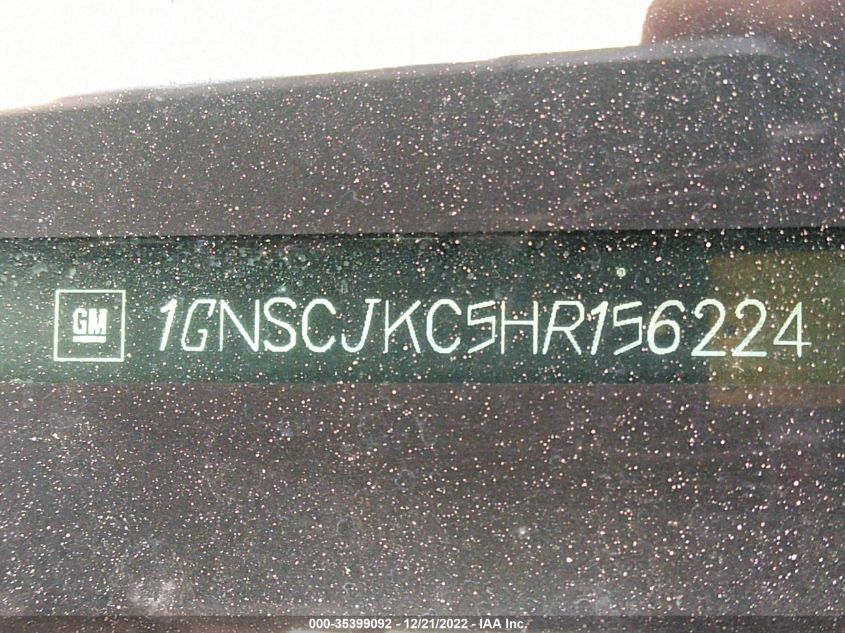 GM 1GNSCJKC5HR156224
000-35399092 - 12/21/2022 - IAA Inc.